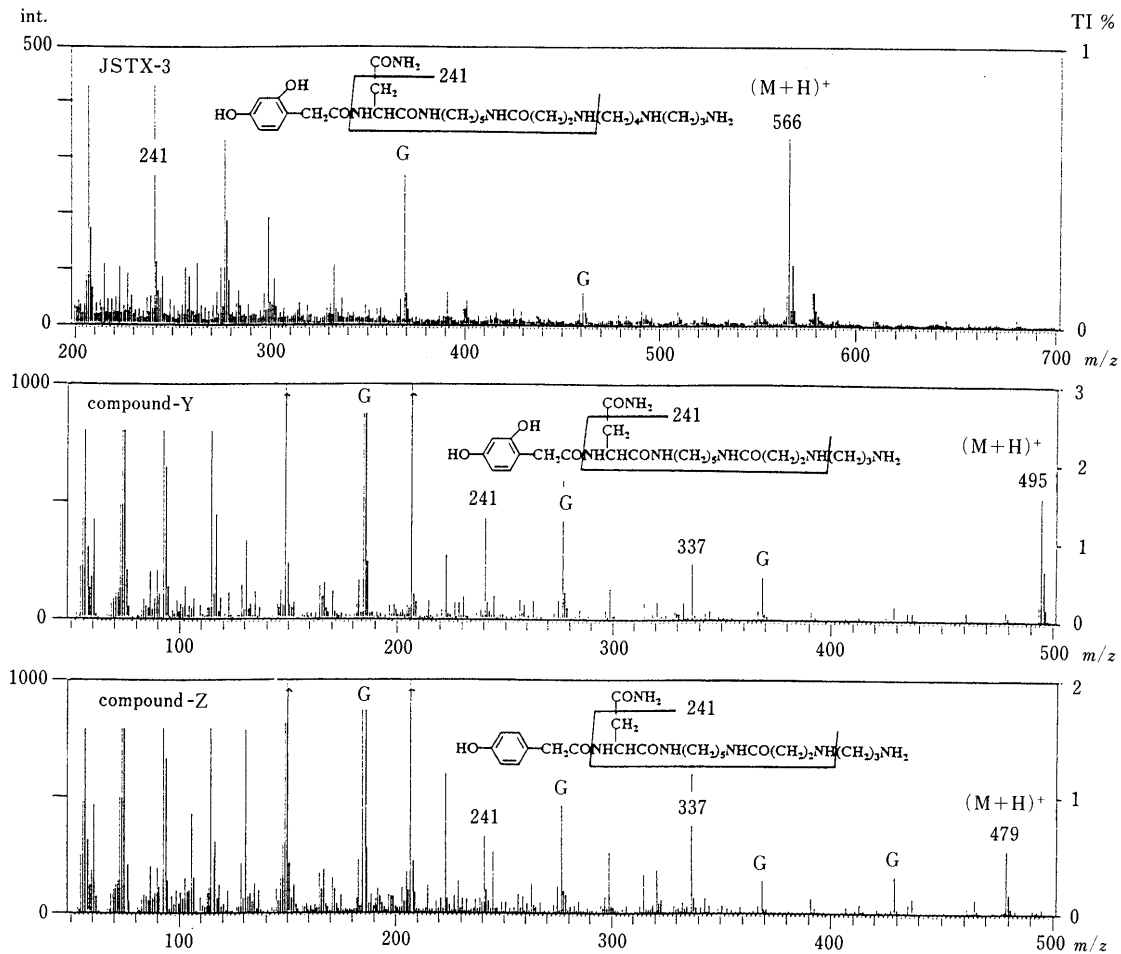 int. TI %
500 1
JSTX-3
CONH₂
241
CH₂
OH
HO CH₂CONHCHCONH(CH₂)₅NHCO(CH₂)₂NH(CH₂)₄NH(CH₂)₃NH₂
(M+H)⁺
566
241
G
G
0 0
200 300 400 500 600 700 m/z
1000 3
compound-Y
G
CONH₂
241
CH₂
OH
HO CH₂CONHCHCONH(CH₂)₅NHCO(CH₂)₂NH(CH₂)₃NH₂
(M+H)⁺
2
495
241
G
337
G
1
0 0
100 200 300 400 500 m/z
1000 2
compound-Z
G
CONH₂
241
CH₂
HO CH₂CONHCHCONH(CH₂)₅NHCO(CH₂)₂NH(CH₂)₃NH₂
G
(M+H)⁺
1
241
337
479
G
G
0 0
100 200 300 400 500 m/z